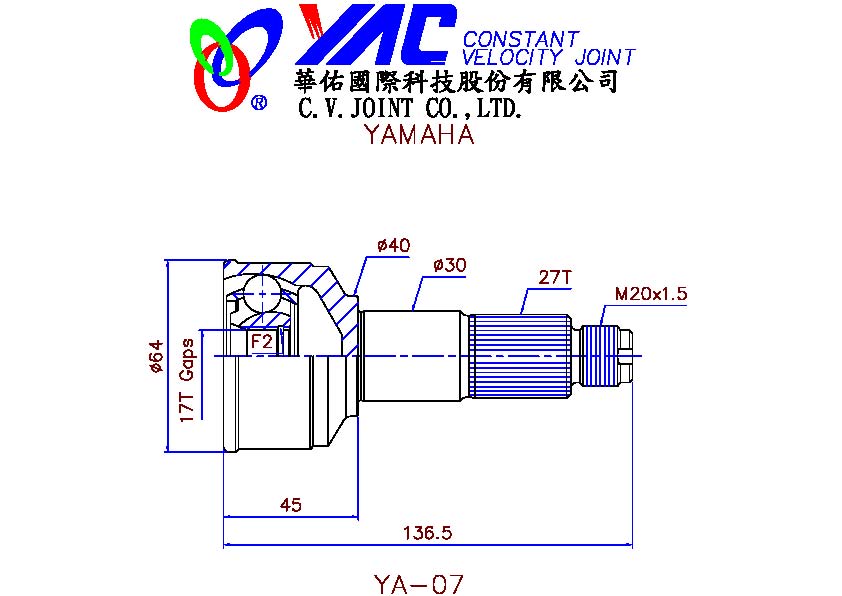 YAC CONSTANT
VELOCITY JOINT
®
華佑國際科技股份有限公司
C.V.JOINT CO.,LTD.
YAMAHA
ø40
ø30
27T
M20x1.5
F2
ø64
17T Gaps
45
136.5
YA-07